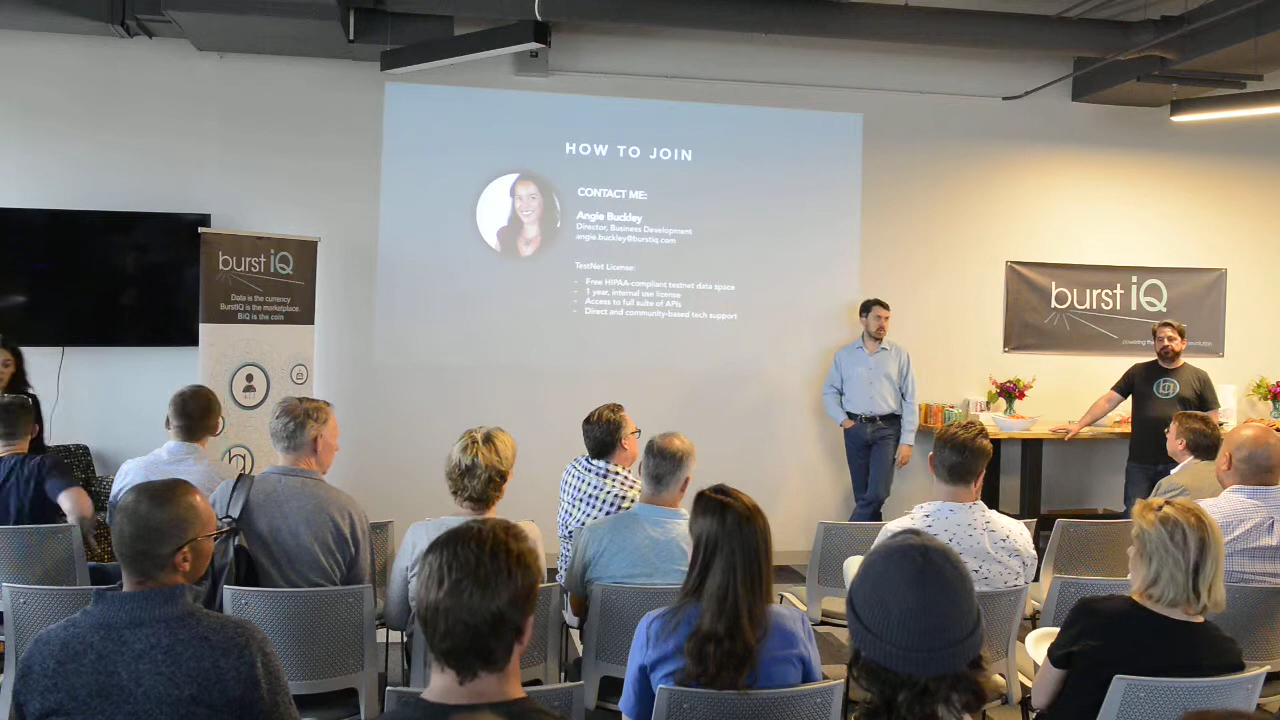 HOW TO JOIN
CONTACT ME:
Angie Buckley
Director, Business Development
angie.buckley@burstiq.com
TestNet License:
- Free HIPAA-compliant testnet data space
- 1 year, internal use license
- Access to full suite of APIs
- Direct and community-based tech support
burst iQ
Data is the currency
BurstIQ is the marketplace.
BiQ is the coin
burst iQ
powering the